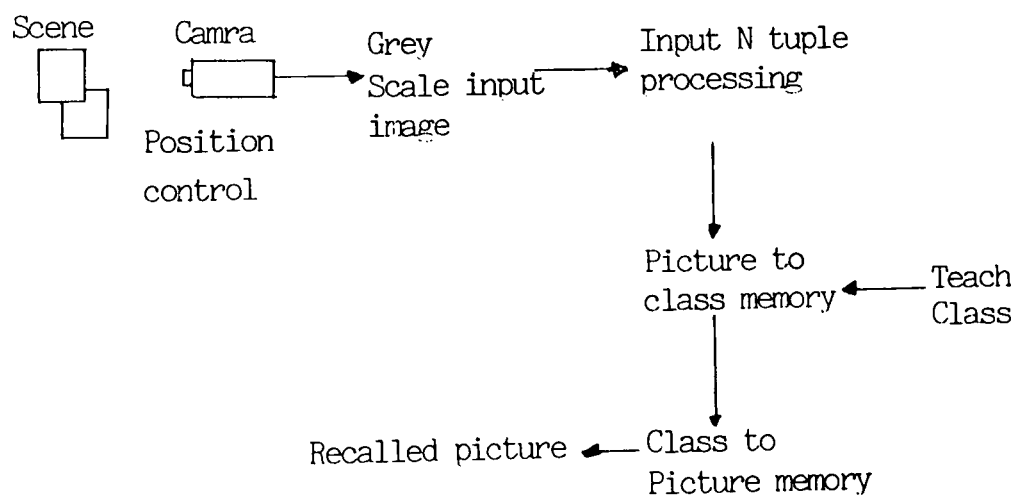 Scene
Camra
Position
control
Grey
Scale input
image
Input N tuple
processing
Picture to
class memory
Teach
Class
Class to
Picture memory
Recalled picture